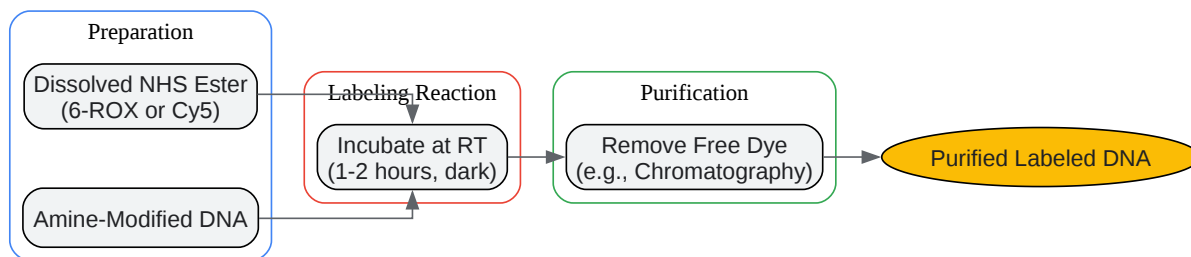 Preparation
Dissolved NHS Ester
(6-ROX or Cy5)
Amine-Modified DNA
Labeling Reaction
Incubate at RT
(1-2 hours, dark)
Purification
Remove Free Dye
(e.g., Chromatography)
Purified Labeled DNA